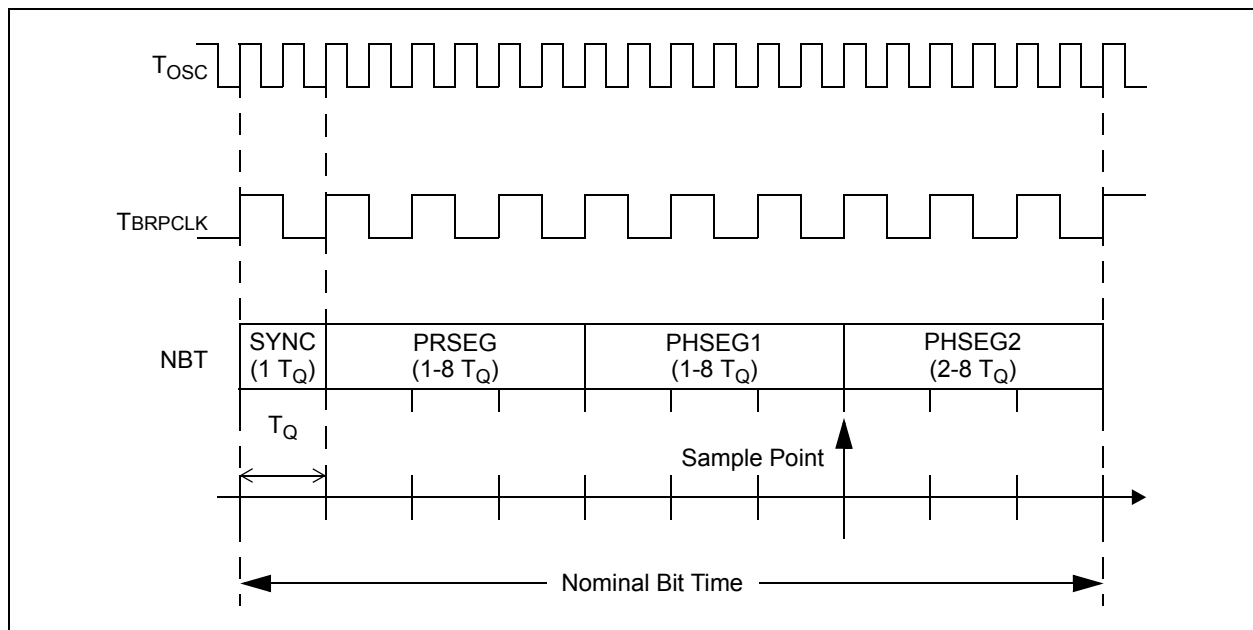 TOSC
TBRPCLK
NBT
SYNC
(1 TQ)
PRSEG
(1-8 TQ)
PHSEG1
(1-8 TQ)
PHSEG2
(2-8 TQ)
TQ
Sample Point
Nominal Bit Time